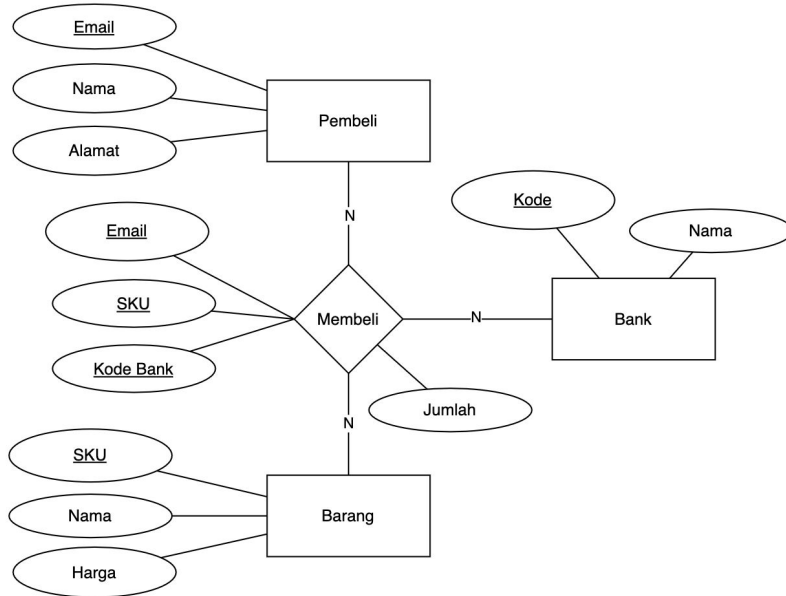 Email
Nama
Alamat
Pembeli
N
Email
SKU
Kode Bank
Membeli
N
Kode
Nama
Bank
Jumlah
N
SKU
Nama
Harga
Barang